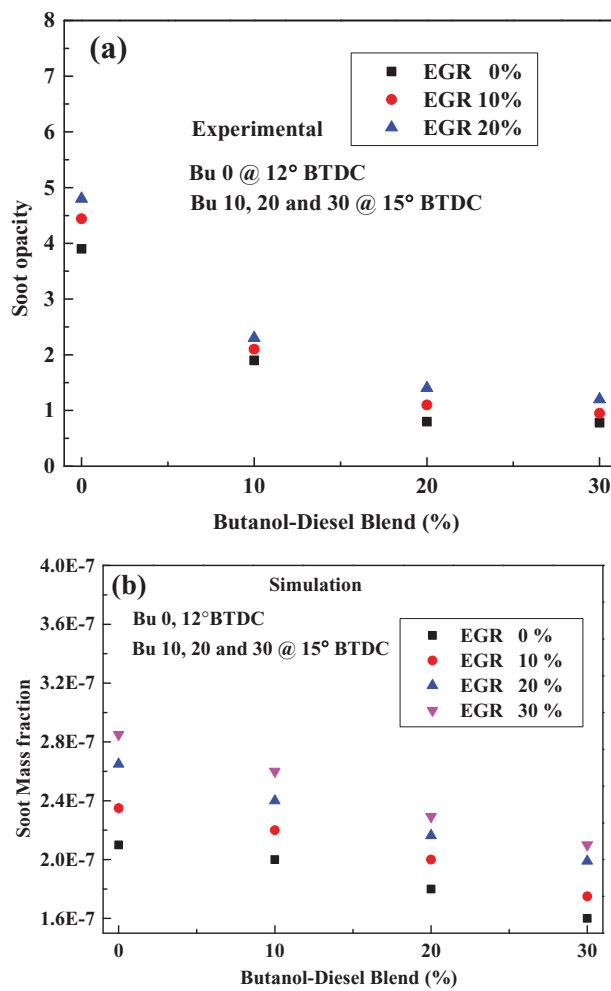 (a)
8
7
6
5
4
3
2
1
0
Soot opacity
EGR 0%
EGR 10%
EGR 20%
Experimental
Bu 0 @ 12° BTDC
Bu 10, 20 and 30 @ 15° BTDC
0 10 20 30
Butanol-Diesel Blend (%)
(b)
4.0E-7
3.6E-7
3.2E-7
2.8E-7
2.4E-7
2.0E-7
1.6E-7
Soot Mass fraction
Simulation
Bu 0, 12°BTDC
Bu 10, 20 and 30 @ 15° BTDC
EGR 0 %
EGR 10 %
EGR 20 %
EGR 30 %
0 10 20 30
Butanol-Diesel Blend (%)